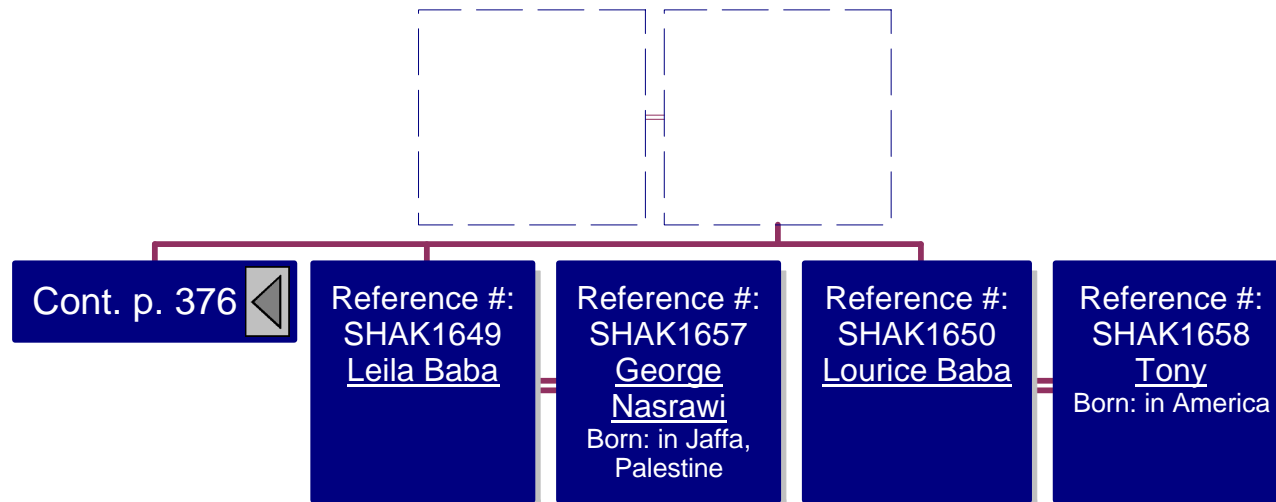 Cont. p. 376
Reference #:
SHAK1649
Leila Baba
Reference #:
SHAK1657
George
Nasrawi
Born: in Jaffa,
Palestine
Reference #:
SHAK1650
Lourice Baba
Reference #:
SHAK1658
Tony
Born: in America